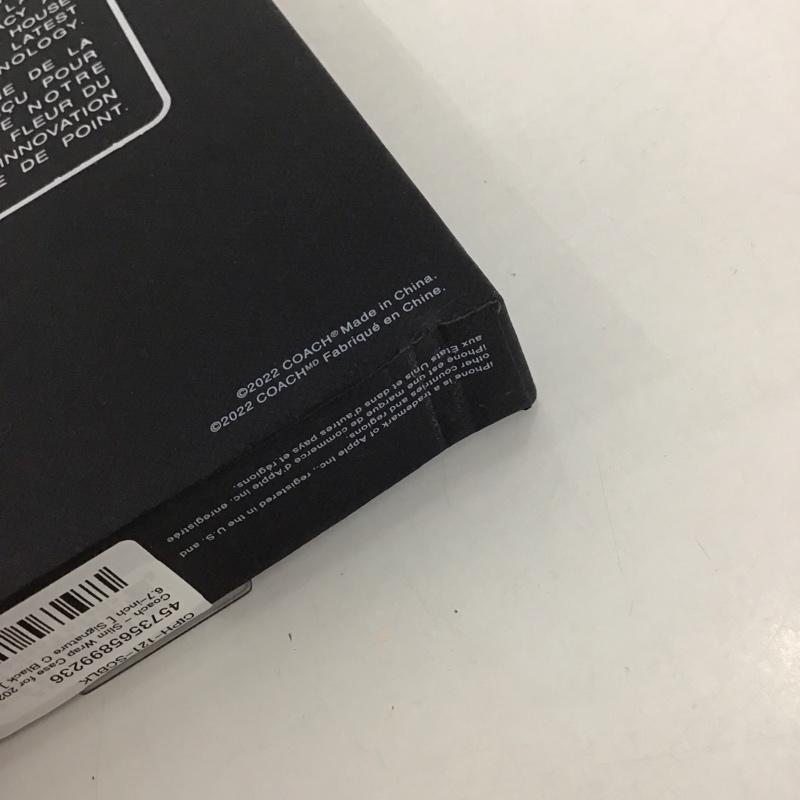 ACY
HOUSE
LATEST
NOLOGY.
E DE LA
ÇU POUR
E NOTRE
FLEUR DU
INNOVATION
E DE POINT.
©2022 COACH® Made in China.
©2022 COACHMD Fabriqué en Chine.
iPhone is a trademark of Apple Inc., registered in the U.S. and
other countries and regions.
iPhone est une marque de commerce d'Apple Inc. enregistrée
aux États Unis et dans d'autres pays et régions.
CIPH-121-SCBLK
4573565899236
Coach - Slim Wrap Case for 202
6.7-inch [ Signature C Black ]